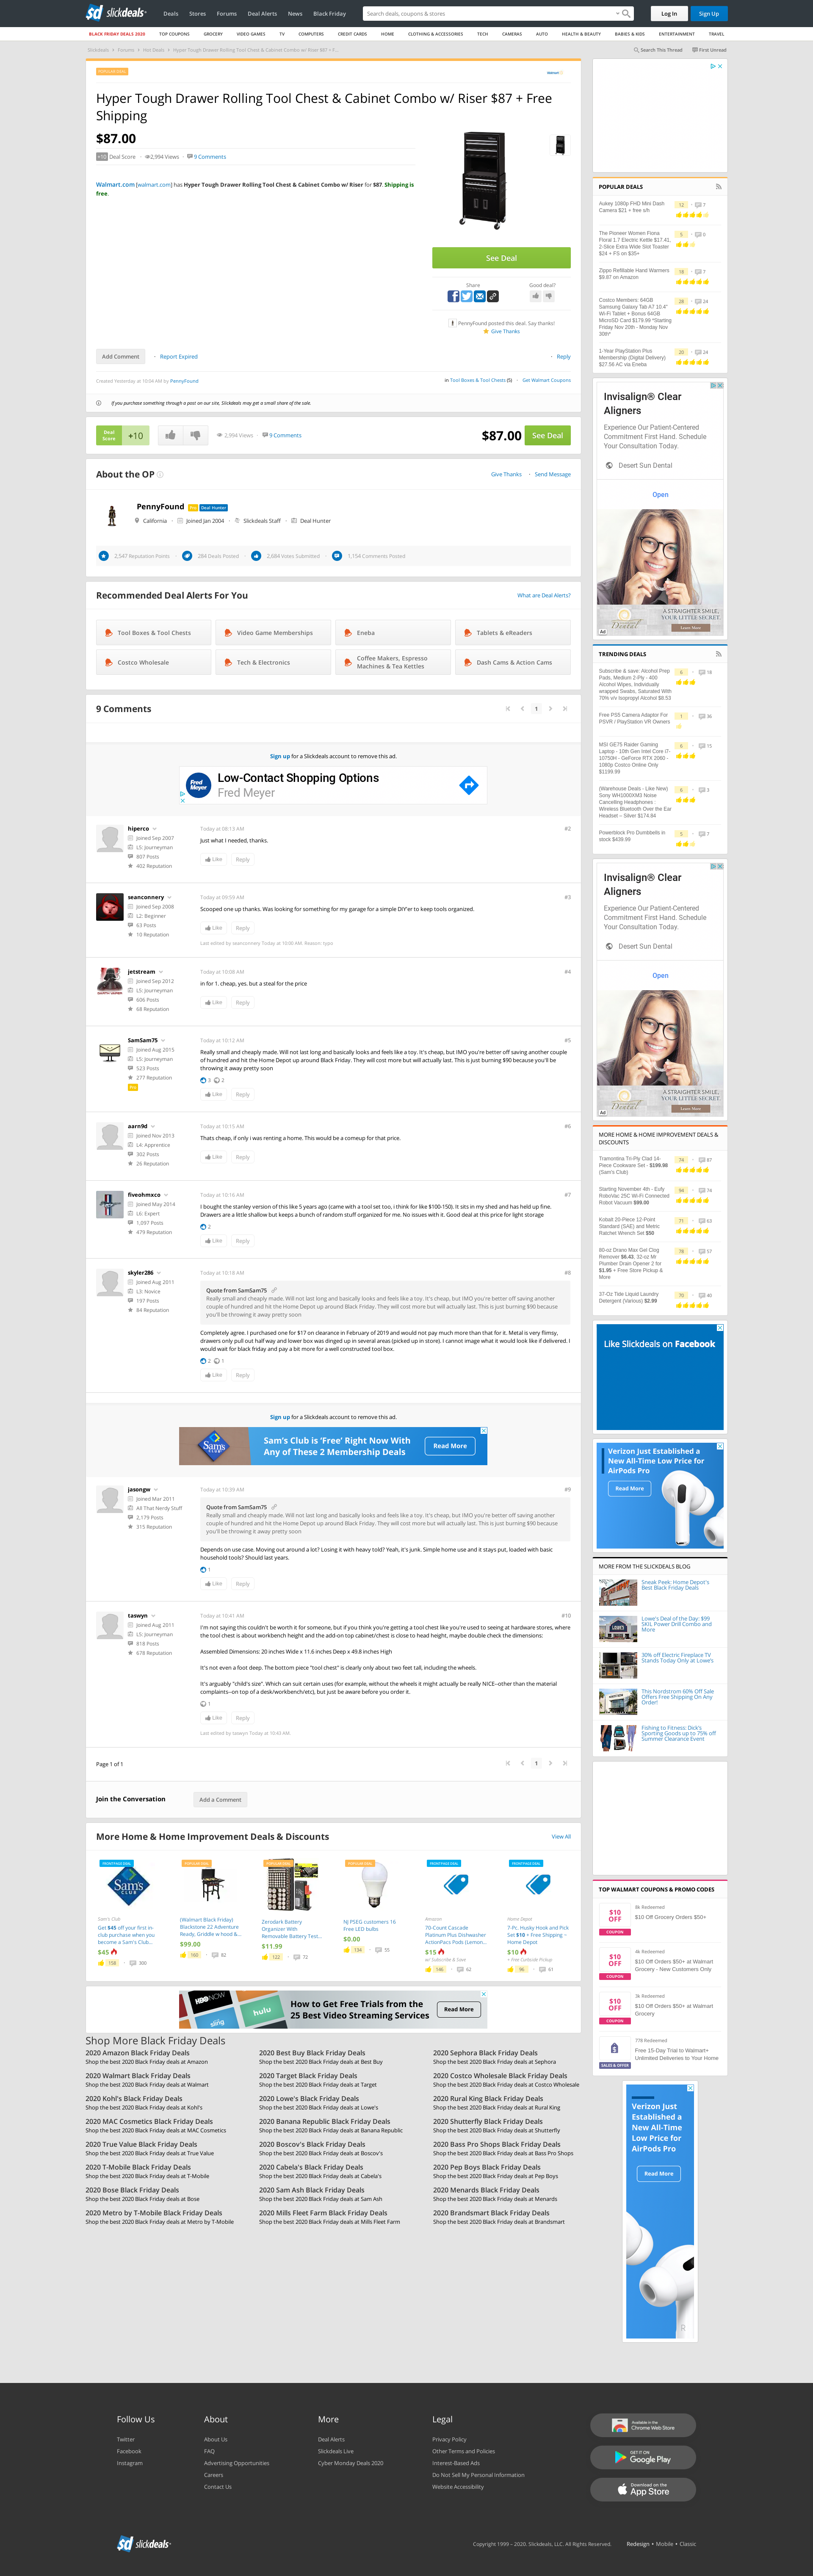 slickdeals
Deals Stores Forums Deal Alerts News Black Friday
Search deals, coupons & stores
Log In Sign Up
BLACK FRIDAY DEALS 2020 TOP COUPONS GROCERY VIDEO GAMES TV COMPUTERS CREDIT CARDS HOME CLOTHING & ACCESSORIES TECH CAMERAS AUTO HEALTH & BEAUTY BABIES & KIDS ENTERTAINMENT TRAVEL
Slickdeals Forums Hot Deals Hyper Tough Drawer Rolling Tool Chest & Cabinet Combo w/ Riser $87 + F...
Search This Thread First Unread
Hyper Tough Drawer Rolling Tool Chest & Cabinet Combo w/ Riser $87 + Free
Shipping
$87.00
+10 Deal Score 2,994 Views 9 Comments
Walmart.com [walmart.com] has Hyper Tough Drawer Rolling Tool Chest & Cabinet Combo w/ Riser for $87. Shipping is
free.
See Deal
Share Good deal?
PennyFound posted this deal. Say thanks!
Give Thanks
Add Comment Report Expired Reply
Created Yesterday at 10:04 AM by PennyFound
in Tool Boxes & Tool Chests (5) Get Walmart Coupons
If you purchase something through a post on our site, Slickdeals may get a small share of the sale.
Deal
Score
+10
2,994 Views 9 Comments
$87.00 See Deal
About the OP
Give Thanks Send Message
PennyFound Pro Deal Hunter
California Joined Jan 2004 Slickdeals Staff Deal Hunter
2,547 Reputation Points 284 Deals Posted 2,684 Votes Submitted 1,154 Comments Posted
Recommended Deal Alerts For You
What are Deal Alerts?
Tool Boxes & Tool Chests
Video Game Memberships
Eneba
Tablets & eReaders
Costco Wholesale
Tech & Electronics
Coffee Makers, Espresso
Machines & Tea Kettles
Dash Cams & Action Cams
9 Comments
1
Sign up for a Slickdeals account to remove this ad.
Fred Meyer
Low-Contact Shopping Options
Fred Meyer
hiperco
Joined Sep 2007
L5: Journeyman
807 Posts
402 Reputation
Today at 08:13 AM
#2
Just what I needed, thanks.
Like Reply
seanconnery
Joined Sep 2008
L2: Beginner
63 Posts
10 Reputation
Today at 09:59 AM
#3
Scooped one up thanks. Was looking for something for my garage for a simple DIY'er to keep tools organized.
Like Reply
Last edited by seanconnery Today at 10:00 AM. Reason: typo
jetstream
Joined Sep 2012
L5: Journeyman
606 Posts
68 Reputation
Today at 10:08 AM
#4
in for 1. cheap, yes. but a steal for the price
Like Reply
SamSam75
Joined Aug 2015
L5: Journeyman
523 Posts
277 Reputation
Pro
Today at 10:12 AM
#5
Really small and cheaply made. Will not last long and basically looks and feels like a toy. It's cheap, but IMO you're better off saving another couple
of hundred and hit the Home Depot up around Black Friday. They will cost more but will actually last. This is just burning $90 because you'll be
throwing it away pretty soon
3 2
Like Reply
aarn9d
Joined Nov 2013
L4: Apprentice
302 Posts
26 Reputation
Today at 10:15 AM
#6
Thats cheap, if only i was renting a home. This would be a comeup for that price.
Like Reply
fiveohmxco
Joined May 2014
L6: Expert
1,097 Posts
479 Reputation
Today at 10:16 AM
#7
I bought the stanley version of this like 5 years ago (came with a tool set too, i think for like $100-150). It sits in my shed and has held up fine.
Drawers are a little shallow but keeps a bunch of random stuff organized for me. No issues with it. Good deal at this pro for light storage
2
Like Reply
skyler286
Joined Aug 2011
L3: Novice
197 Posts
84 Reputation
Today at 10:18 AM
#8
Quote from SamSam75
Really small and cheaply made. Will not last long and basically looks and feels like a toy. It's cheap, but IMO you're better off saving another
couple of hundred and hit the Home Depot up around Black Friday. They will cost more but will actually last. This is just burning $90 because
you'll be throwing it away pretty soon
Completely agree. I purchased one for $17 on clearance in February of 2019 and would not pay much more than that for it. Metal is very flimsy,
drawers only pull out half way and lower box was dinged up in several areas (picked up in store). I cannot image what it would look like if delivered. I
would wait for black friday and pay a bit more for a well constructed tool box.
2 1
Like Reply
Sign up for a Slickdeals account to remove this ad.
Sam's
Sam's Club is 'Free' Right Now With
Any of These 2 Membership Deals
Read More
jasongw
Joined Mar 2011
All That Nerdy Stuff
2,179 Posts
315 Reputation
Today at 10:39 AM
#9
Quote from SamSam75
Really small and cheaply made. Will not last long and basically looks and feels like a toy. It's cheap, but IMO you're better off saving another
couple of hundred and hit the Home Depot up around Black Friday. They will cost more but will actually last. This is just burning $90 because
you'll be throwing it away pretty soon
Depends on use case. Moving out around a lot? Losing it with heavy told? Yeah, it's junk. Simple home use and it stays put, loaded with basic
household tools? Should last years.
1
Like Reply
taswyn
Joined Aug 2011
L5: Journeyman
818 Posts
678 Reputation
Today at 10:41 AM
#10
I'm not saying this couldn't be worth it for someone, but if you think you're getting a tool chest like you're used to seeing at hardware stores, where
the tool chest is about workbench height and the top cabinet/chest is close to head height, maybe double check the dimensions:
Assembled Dimensions: 20 inches Wide x 11.6 inches Deep x 49.8 inches High
It's not even a foot deep. The bottom piece "tool chest" is clearly only about two feet tall, including the wheels.
It's arguably "child's size". Which can suit certain uses (for example, without the wheels it might actually be really NICE--other than the material
complaints--on top of a desk/workbench/etc), but just be aware before you order it.
1
Like Reply
Last edited by taswyn Today at 10:43 AM.
Page 1 of 1
1
Join the Conversation Add a Comment
More Home & Home Improvement Deals & Discounts
View All
FRONTPAGE DEAL
Sam's Club
Get $45 off your first in-
club purchase when you
become a Sam's Club...
$45
158 300
POPULAR DEAL
(Walmart Black Friday)
Blackstone 22 Adventure
Ready, Griddle w hood &...
$99.00
160 82
POPULAR DEAL
Zerodark Battery
Organizer With
Removable Battery Test...
$11.99
122 72
POPULAR DEAL
NJ PSEG customers 16
Free LED bulbs
$0.00
134 55
FRONTPAGE DEAL
Amazon
70-Count Cascade
Platinum Plus Dishwasher
ActionPacs Pods (Lemon...
$15
w/ Subscribe & Save
146 62
FRONTPAGE DEAL
Home Depot
7-Pc. Husky Hook and Pick
Set $10 + Free Shipping ~
Home Depot
$10
+ Free Curbside Pickup
96 61
HBO NOW
hulu
sling
How to Get Free Trials from the
25 Best Video Streaming Services
Read More
Shop More Black Friday Deals
2020 Amazon Black Friday Deals
Shop the best 2020 Black Friday deals at Amazon
2020 Best Buy Black Friday Deals
Shop the best 2020 Black Friday deals at Best Buy
2020 Sephora Black Friday Deals
Shop the best 2020 Black Friday deals at Sephora
2020 Walmart Black Friday Deals
Shop the best 2020 Black Friday deals at Walmart
2020 Target Black Friday Deals
Shop the best 2020 Black Friday deals at Target
2020 Costco Wholesale Black Friday Deals
Shop the best 2020 Black Friday deals at Costco Wholesale
2020 Kohl's Black Friday Deals
Shop the best 2020 Black Friday deals at Kohl's
2020 Lowe's Black Friday Deals
Shop the best 2020 Black Friday deals at Lowe's
2020 Rural King Black Friday Deals
Shop the best 2020 Black Friday deals at Rural King
2020 MAC Cosmetics Black Friday Deals
Shop the best 2020 Black Friday deals at MAC Cosmetics
2020 Banana Republic Black Friday Deals
Shop the best 2020 Black Friday deals at Banana Republic
2020 Shutterfly Black Friday Deals
Shop the best 2020 Black Friday deals at Shutterfly
2020 True Value Black Friday Deals
Shop the best 2020 Black Friday deals at True Value
2020 Boscov's Black Friday Deals
Shop the best 2020 Black Friday deals at Boscov's
2020 Bass Pro Shops Black Friday Deals
Shop the best 2020 Black Friday deals at Bass Pro Shops
2020 T-Mobile Black Friday Deals
Shop the best 2020 Black Friday deals at T-Mobile
2020 Cabela's Black Friday Deals
Shop the best 2020 Black Friday deals at Cabela's
2020 Pep Boys Black Friday Deals
Shop the best 2020 Black Friday deals at Pep Boys
2020 Bose Black Friday Deals
Shop the best 2020 Black Friday deals at Bose
2020 Sam Ash Black Friday Deals
Shop the best 2020 Black Friday deals at Sam Ash
2020 Menards Black Friday Deals
Shop the best 2020 Black Friday deals at Menards
2020 Metro by T-Mobile Black Friday Deals
Shop the best 2020 Black Friday deals at Metro by T-Mobile
2020 Mills Fleet Farm Black Friday Deals
Shop the best 2020 Black Friday deals at Mills Fleet Farm
2020 Brandsmart Black Friday Deals
Shop the best 2020 Black Friday deals at Brandsmart
POPULAR DEALS
Aukey 1080p FHD Mini Dash
Camera $21 + free s/h
12 7
The Pioneer Women Fiona
Floral 1.7 Electric Kettle $17.41,
2-Slice Extra Wide Slot Toaster
$24 + FS on $35+
5 0
Zippo Refillable Hand Warmers
$9.87 on Amazon
18 7
Costco Members: 64GB
Samsung Galaxy Tab A7 10.4"
Wi-Fi Tablet + Bonus 64GB
MicroSD Card $179.99 *Starting
Friday Nov 20th - Monday Nov
30th*
28 24
1-Year PlayStation Plus
Membership (Digital Delivery)
$27.56 AC via Eneba
20 24
Invisalign® Clear
Aligners
Experience Our Patient-Centered
Commitment First Hand. Schedule
Your Consultation Today.
Desert Sun Dental
Open
A STRAIGHTER SMILE,
YOUR LITTLE SECRET.
Dental
Learn More
Ad
TRENDING DEALS
Subscribe & save: Alcohol Prep
Pads, Medium 2-Ply - 400
Alcohol Wipes, Individually
wrapped Swabs, Saturated With
70% v/v Isopropyl Alcohol $8.53
6 18
Free PS5 Camera Adaptor For
PSVR / PlayStation VR Owners
1 36
MSI GE75 Raider Gaming
Laptop - 10th Gen Intel Core i7-
10750H - GeForce RTX 2060 -
1080p Costco Online Only
$1199.99
8 15
(Warehouse Deals - Like New)
Sony WH1000XM3 Noise
Cancelling Headphones :
Wireless Bluetooth Over the Ear
Headset – Silver $174.84
6 3
Powerblock Pro Dumbbells in
stock $439.99
5 7
Invisalign® Clear
Aligners
Experience Our Patient-Centered
Commitment First Hand. Schedule
Your Consultation Today.
Desert Sun Dental
Open
A STRAIGHTER SMILE,
YOUR LITTLE SECRET.
Dental
Learn More
Ad
MORE HOME & HOME IMPROVEMENT DEALS &
DISCOUNTS
Tramontina Tri-Ply Clad 14-
Piece Cookware Set - $199.98
(Sam's Club)
74 87
Starting November 4th - Eufy
RoboVac 25C Wi-Fi Connected
Robot Vacuum $99.00
94 74
Kobalt 20-Piece 12-Point
Standard (SAE) and Metric
Ratchet Wrench Set $50
71 63
80-oz Drano Max Gel Clog
Remover $6.43, 32-oz Mr
Plumber Drain Opener 2 for
$1.95 + Free Store Pickup &
More
76 57
37-Oz Tide Liquid Laundry
Detergent (Various) $2.99
70 40
Like Slickdeals on Facebook
Verizon Just Established a
New All-Time Low Price for
AirPods Pro
Read More
MORE FROM THE SLICKDEALS BLOG
Sneak Peek: Home Depot's
Best Black Friday Deals
Lowe's Deal of the Day: $99
SKIL Power Drill Combo and
More
30% off Electric Fireplace TV
Stands Today Only at Lowe's
This Nordstrom 60% Off Sale
Offers Free Shipping On Any
Order!
Fishing to Fitness: Dick's
Sporting Goods up to 75% off
Summer Clearance Event
TOP WALMART COUPONS & PROMO CODES
$10
OFF
COUPON
8k Redeemed
$10 Off Grocery Orders $50+
$10
OFF
COUPON
4k Redeemed
$10 Off Orders $50+ at Walmart
Grocery - New Customers Only
$10
OFF
COUPON
3k Redeemed
$10 Off Orders $50+ at Walmart
Grocery
SALES & OFFER
778 Redeemed
Free 15-Day Trial to Walmart+
Unlimited Deliveries to Your Home
Verizon Just
Established a
New All-Time
Low Price for
AirPods Pro
Read More
Follow Us
Twitter
Facebook
Instagram
About
About Us
FAQ
Advertising Opportunities
Careers
Contact Us
More
Deal Alerts
Slickdeals Live
Cyber Monday Deals 2020
Legal
Privacy Policy
Other Terms and Policies
Interest-Based Ads
Do Not Sell My Personal Information
Website Accessibility
Available in the
Chrome Web Store
GET IT ON
Google Play
Download on the
App Store
slickdeals
Copyright 1999 - 2020. Slickdeals, LLC. All Rights Reserved. Redesign • Mobile • Classic